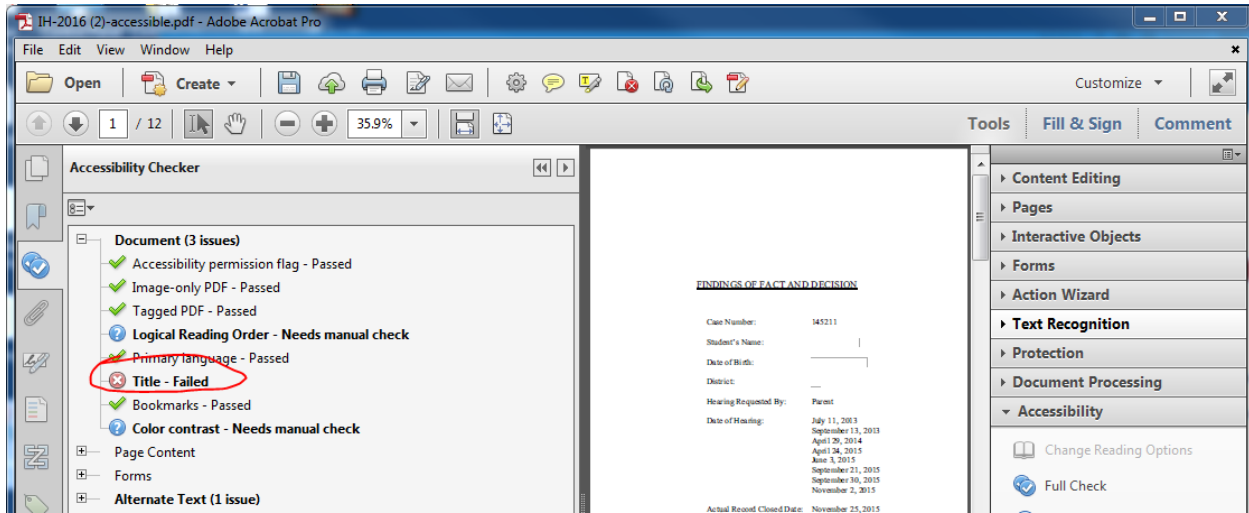 IH-2016 (2)-accessible.pdf - Adobe Acrobat Pro
File Edit View Window Help
Open Create Customize
1 / 12 35.9% Tools Fill & Sign Comment
Accessibility Checker
Document (3 issues)
Accessibility permission flag - Passed
Image-only PDF - Passed
Tagged PDF - Passed
Logical Reading Order - Needs manual check
Primary language - Passed
Title - Failed
Bookmarks - Passed
Color contrast - Needs manual check
Page Content
Forms
Alternate Text (1 issue)
FINDINGS OF FACT AND DECISION
Case Number: 145211
Student's Name:
Date of Birth:
District:
Hearing Requested By: Parent
Date of Hearing: July 11, 2013
September 13, 2013
April 29, 2014
April 24, 2015
June 3, 2015
September 21, 2015
September 30, 2015
November 2, 2015
Actual Record Closed Date: November 25, 2015
Content Editing
Pages
Interactive Objects
Forms
Action Wizard
Text Recognition
Protection
Document Processing
Accessibility
Change Reading Options
Full Check